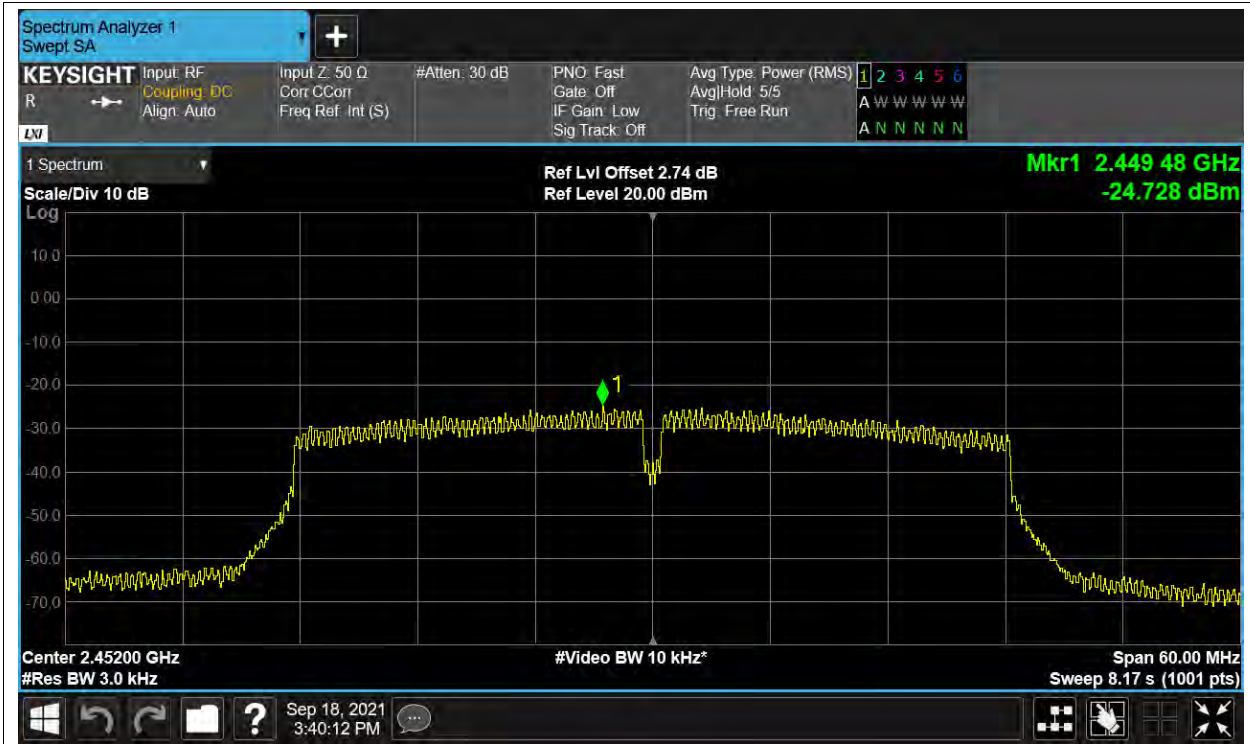 Spectrum Analyzer 1
Swept SA
+
KEYSIGHT Input: RF Input Z: 50 Ω #Atten: 30 dB PNO: Fast Avg Type: Power (RMS) 1 2 3 4 5 6
R Coupling: DC Corr CCorr Gate: Off Avg|Hold: 5/5 A W W W W W
Align: Auto Freq Ref: Int (S) IF Gain: Low Trig: Free Run
LXI Sig Track: Off A N N N N N
1 Spectrum Ref Lvl Offset 2.74 dB Mkr1 2.449 48 GHz
Scale/Div 10 dB Ref Level 20.00 dBm -24.728 dBm
Log
10.0
0.00
-10.0
-20.0
1
-30.0
-40.0
-50.0
-60.0
-70.0
Center 2.45200 GHz #Video BW 10 kHz* Span 60.00 MHz
#Res BW 3.0 kHz Sweep 8.17 s (1001 pts)
? Sep 18, 2021
3:40:12 PM